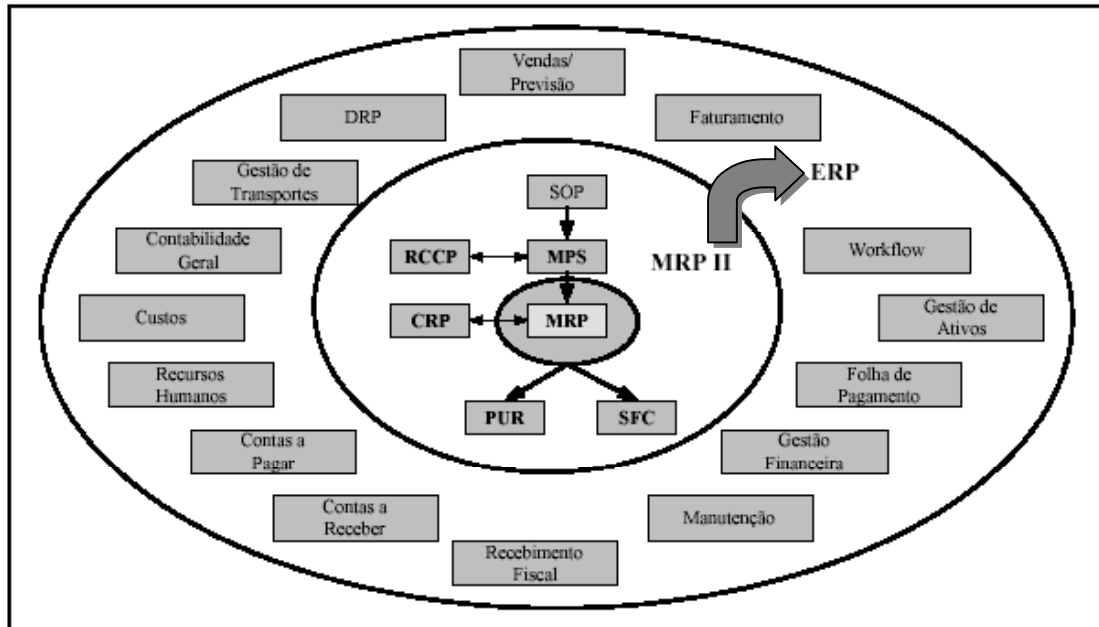 Vendas/
Previsão
DRP
Faturamento
Gestão de
Transportes
ERP
SOP
Contabilidade
Geral
RCCP
MPS
MRP II
Workflow
Custos
CRP
MRP
Gestão de
Ativos
Recursos
Humanos
Folha de
Pagamento
PUR
SFC
Contas a
Pagar
Gestão
Financeira
Contas a
Receber
Manutenção
Recebimento
Fiscal